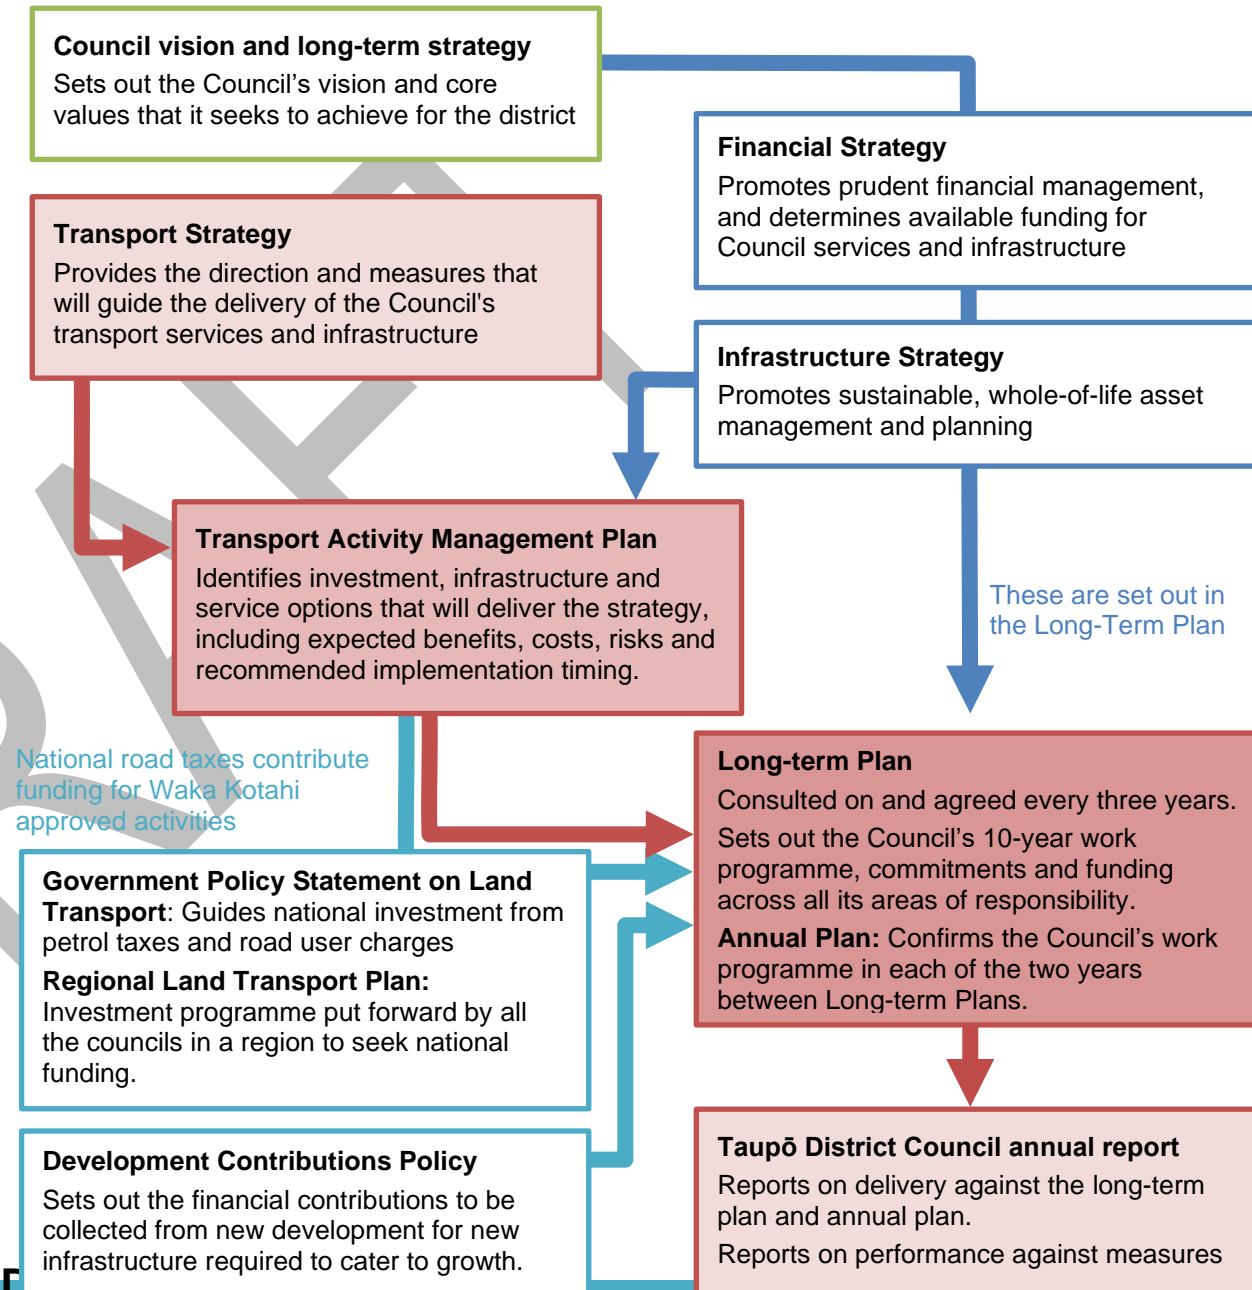 Council vision and long-term strategy
Sets out the Council’s vision and core
values that it seeks to achieve for the district
Financial Strategy
Promotes prudent financial management,
and determines available funding for
Council services and infrastructure
Transport Strategy
Provides the direction and measures that
will guide the delivery of the Council's
transport services and infrastructure
Infrastructure Strategy
Promotes sustainable, whole-of-life asset
management and planning
Transport Activity Management Plan
Identifies investment, infrastructure and
service options that will deliver the strategy,
including expected benefits, costs, risks and
recommended implementation timing.
These are set out in
the Long-Term Plan
National road taxes contribute
funding for Waka Kotahi
approved activities
Long-term Plan
Consulted on and agreed every three years.
Sets out the Council’s 10-year work
programme, commitments and funding
across all its areas of responsibility.
Annual Plan: Confirms the Council’s work
programme in each of the two years
between Long-term Plans.
Government Policy Statement on Land
Transport: Guides national investment from
petrol taxes and road user charges
Regional Land Transport Plan:
Investment programme put forward by all
the councils in a region to seek national
funding.
Development Contributions Policy
Sets out the financial contributions to be
collected from new development for new
infrastructure required to cater to growth.
Taupō District Council annual report
Reports on delivery against the long-term
plan and annual plan.
Reports on performance against measures